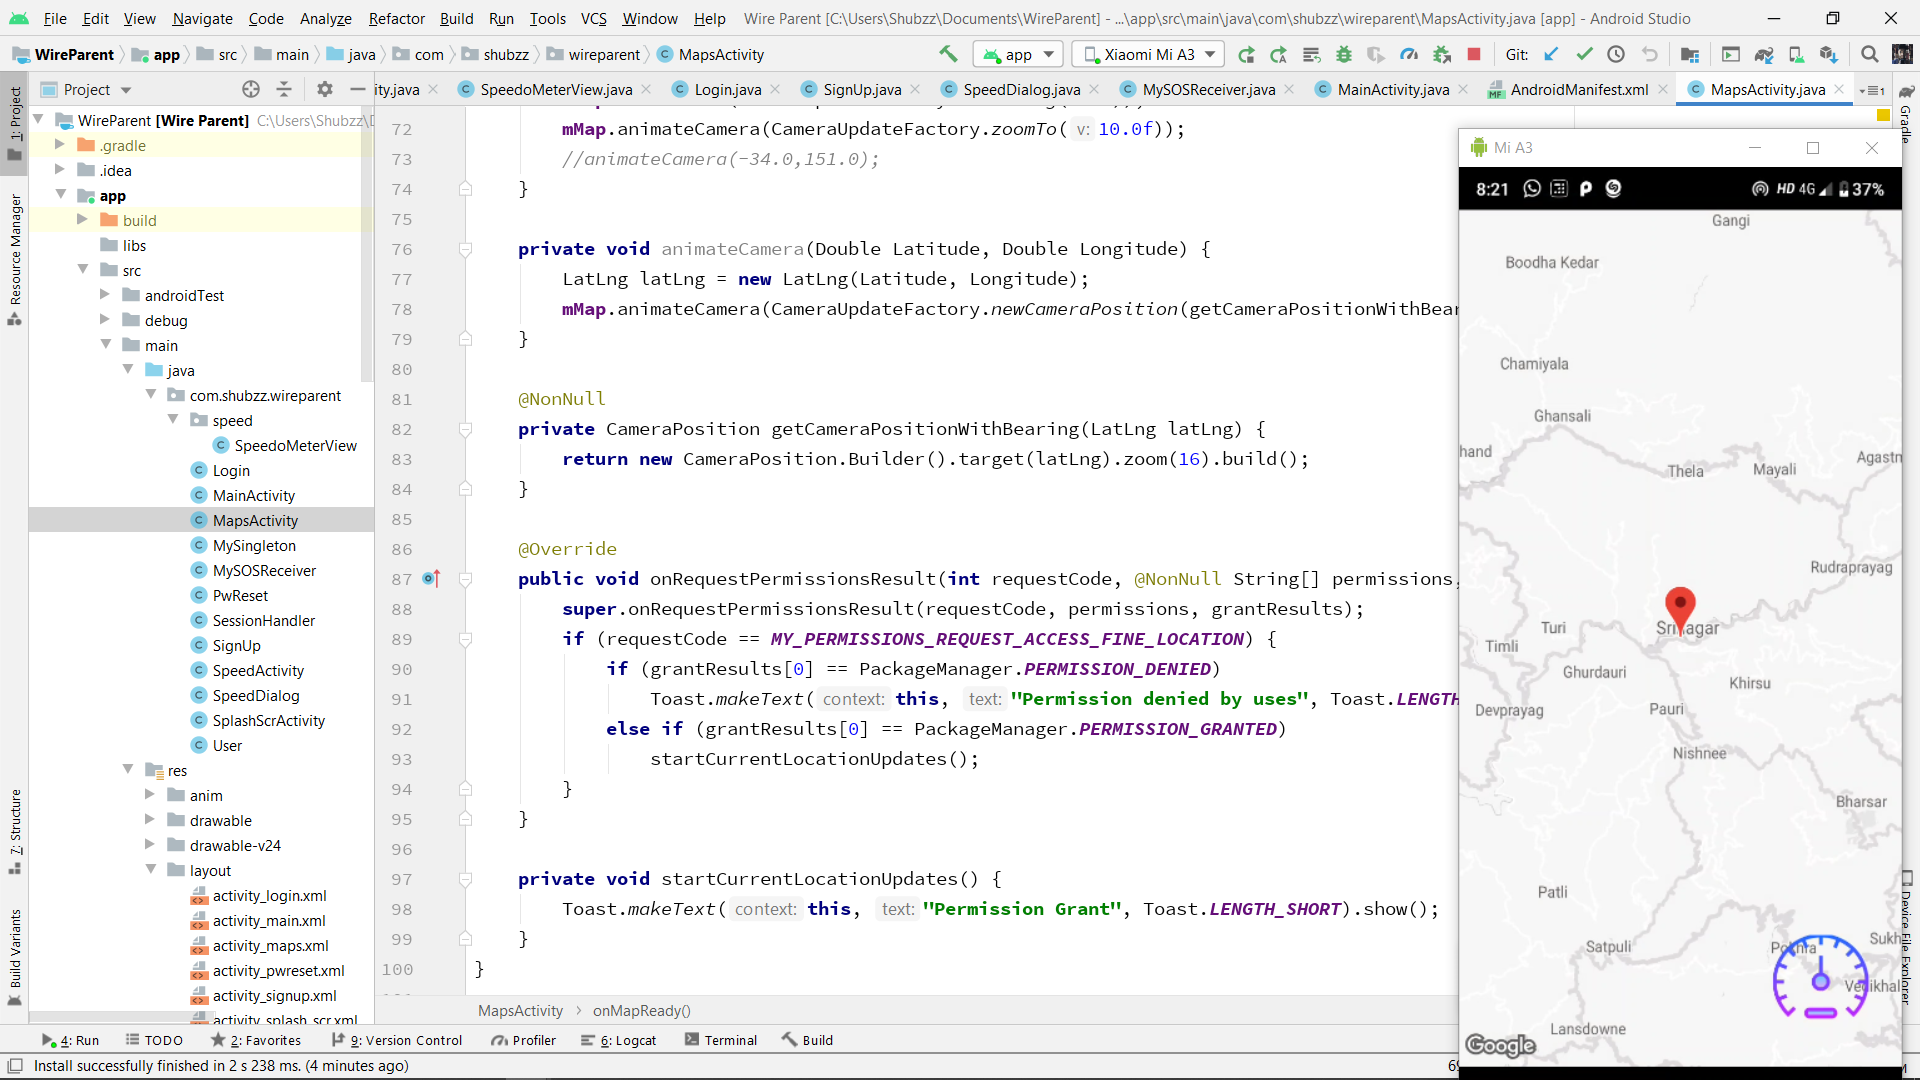 File Edit View Navigate Code Analyze Refactor Build Run Tools VCS Window Help Wire Parent [C:\Users\Shubzz\Documents\WireParent] - ...\app\src\main\java\com\shubzz\wireparent\MapsActivity.java [app] - Android Studio
WireParent app src main java com shubzz wireparent MapsActivity app Xiaomi Mi A3 Git:
Project
ity.java SpeedoMeterView.java Login.java SignUp.java SpeedDialog.java MySOSReceiver.java MainActivity.java AndroidManifest.xml MapsActivity.java
1: Project
Resource Manager
7: Structure
Build Variants
WireParent [Wire Parent] C:\Users\Shubzz\
.gradle
.idea
app
build
libs
src
androidTest
debug
main
java
com.shubzz.wireparent
speed
SpeedoMeterView
Login
MainActivity
MapsActivity
MySingleton
MySOSReceiver
PwReset
SessionHandler
SignUp
SpeedActivity
SpeedDialog
SplashScrActivity
User
res
anim
drawable
drawable-v24
layout
activity_login.xml
activity_main.xml
activity_maps.xml
activity_pwreset.xml
activity_signup.xml
activity_splash_scr.xml
72 mMap.animateCamera(CameraUpdateFactory.zoomTo( v: 10.0f));
73 //animateCamera(-34.0,151.0);
74 }
75
76 private void animateCamera(Double Latitude, Double Longitude) {
77 LatLng latLng = new LatLng(Latitude, Longitude);
78 mMap.animateCamera(CameraUpdateFactory.newCameraPosition(getCameraPositionWithBear
79 }
80
81 @NonNull
82 private CameraPosition getCameraPositionWithBearing(LatLng latLng) {
83 return new CameraPosition.Builder().target(latLng).zoom(16).build();
84 }
85
86 @Override
87 public void onRequestPermissionsResult(int requestCode, @NonNull String[] permissions,
88 super.onRequestPermissionsResult(requestCode, permissions, grantResults);
89 if (requestCode == MY_PERMISSIONS_REQUEST_ACCESS_FINE_LOCATION) {
90 if (grantResults[0] == PackageManager.PERMISSION_DENIED)
91 Toast.makeText( context: this, text: "Permission denied by uses", Toast.LENGTH
92 else if (grantResults[0] == PackageManager.PERMISSION_GRANTED)
93 startCurrentLocationUpdates();
94 }
95 }
96
97 private void startCurrentLocationUpdates() {
98 Toast.makeText( context: this, text: "Permission Grant", Toast.LENGTH_SHORT).show();
99 }
100 }
MapsActivity onMapReady()
Mi A3
8:21 HD 4G 37%
Gangi
Boodha Kedar
Chamiyala
Ghansali
hand
Thela Mayali Agastm
Rudraprayag
Turi Srinagar
Timli
Ghurdauri Khirsu
Devprayag Pauri
Nishnee
Bharsar
Patli
Satpuli Sukh
Lansdowne
Google
Gradle
Device File Explorer
4: Run TODO 2: Favorites 9: Version Control Profiler 6: Logcat Terminal Build
Install successfully finished in 2 s 238 ms. (4 minutes ago)